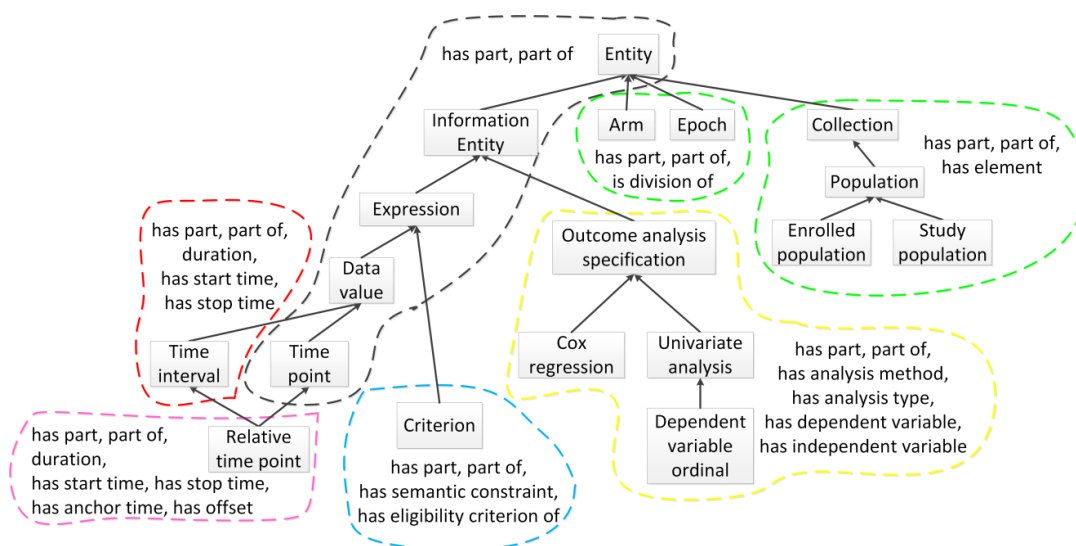 has part, part of
Entity
Information
Entity
Arm
Epoch
has part, part of,
is division of
Collection
has part, part of,
has element
Population
Enrolled
population
Study
population
Expression
Outcome analysis
specification
has part, part of,
duration,
has start time,
has stop time
Data
value
Time
interval
Time
point
Cox
regression
Univariate
analysis
has part, part of,
has analysis method,
has analysis type,
has dependent variable,
has independent variable
Dependent
variable
ordinal
Criterion
has part, part of,
has semantic constraint,
has eligibility criterion of
Relative
time point
has part, part of,
duration,
has start time, has stop time,
has anchor time, has offset